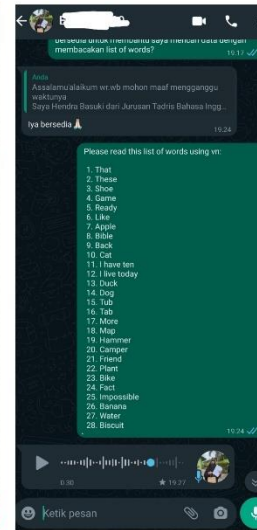 bersedia untuk membantu saya mencari data dengan
membacakan list of words?
19.17
Anda
Assalamu'alaikum wr.wb mohon maaf mengganggu
waktunya
Saya Hendra Basuki dari Jurusan Tadris Bahasa Ingg...
Iya bersedia🙏🏻
19.24
Please read this list of words using vn:
1. That
2. These
3. Shoe
4. Game
5. Ready
6. Like
7. Apple
8. Bible
9. Back
10. Cat
11. I have ten
12. I live today
13. Duck
14. Dog
15. Tub
16. Tab
17. More
18. Map
19. Hammer
20. Camper
21. Friend
22. Plant
23. Bike
24. Fact
25. Impossible
26. Banana
27. Water
28. Biscuit
19.24
0.30
19.27
Ketik pesan